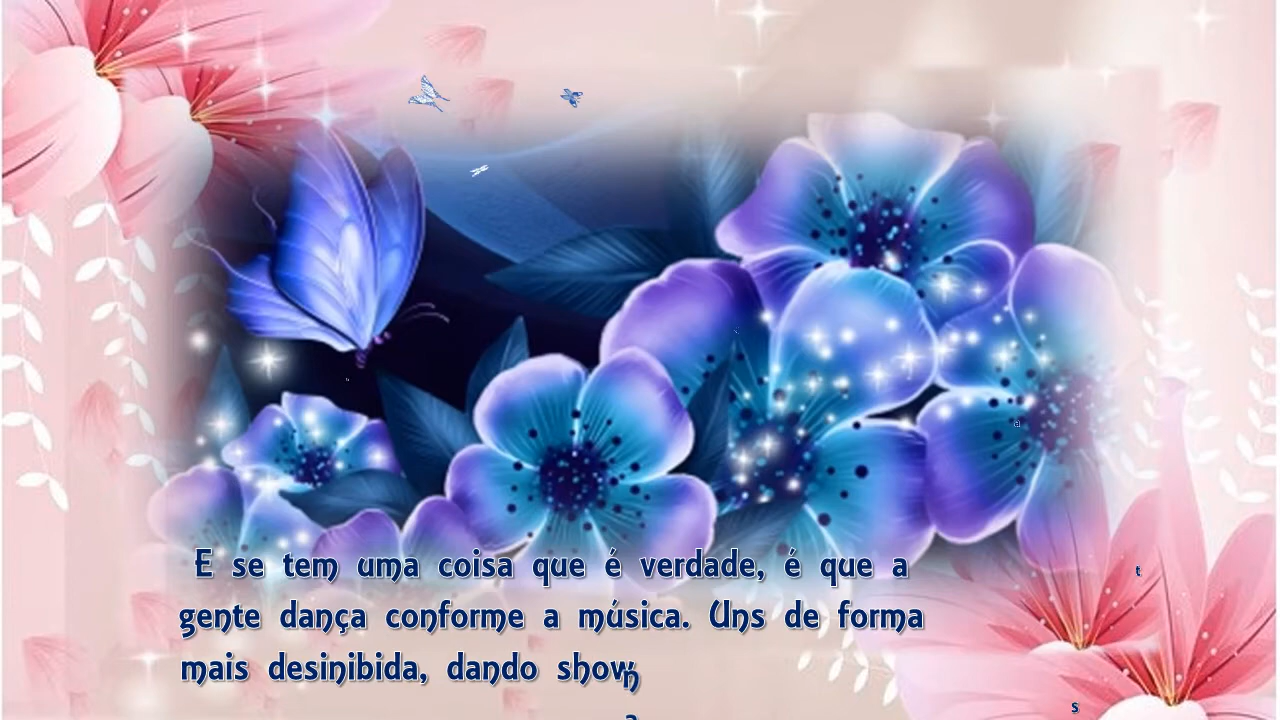 E se tem uma coisa que é verdade, é que a
gente dança conforme a música. Uns de forma
mais desinibida, dando show